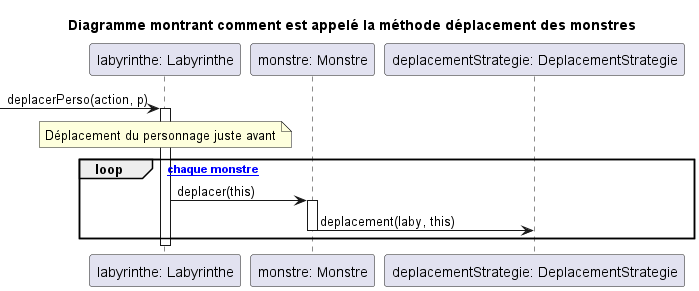 Diagramme montrant comment est appelé la méthode déplacement des monstres
labyrinthe: Labyrinthe
monstre: Monstre
deplacementStrategie: DeplacementStrategie
deplacerPerso(action, p)
Déplacement du personnage juste avant
loop
chaque monstre
deplacer(this)
deplacement(laby, this)
labyrinthe: Labyrinthe
monstre: Monstre
deplacementStrategie: DeplacementStrategie